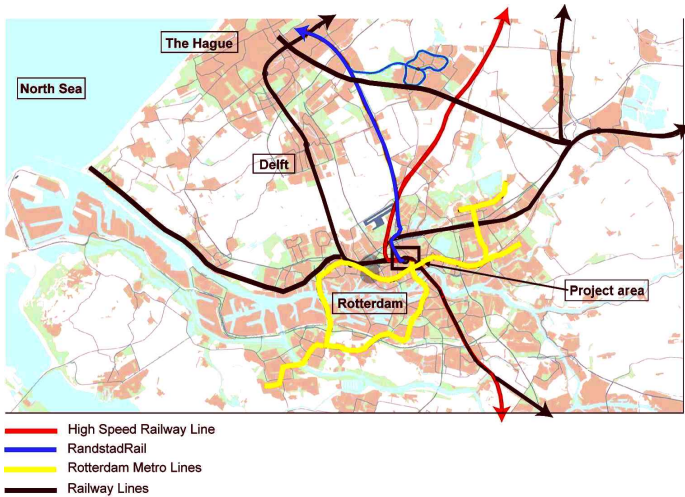 The Hague
North Sea
Delft
Project area
Rotterdam
High Speed Railway Line
RandstadRail
Rotterdam Metro Lines
Railway Lines